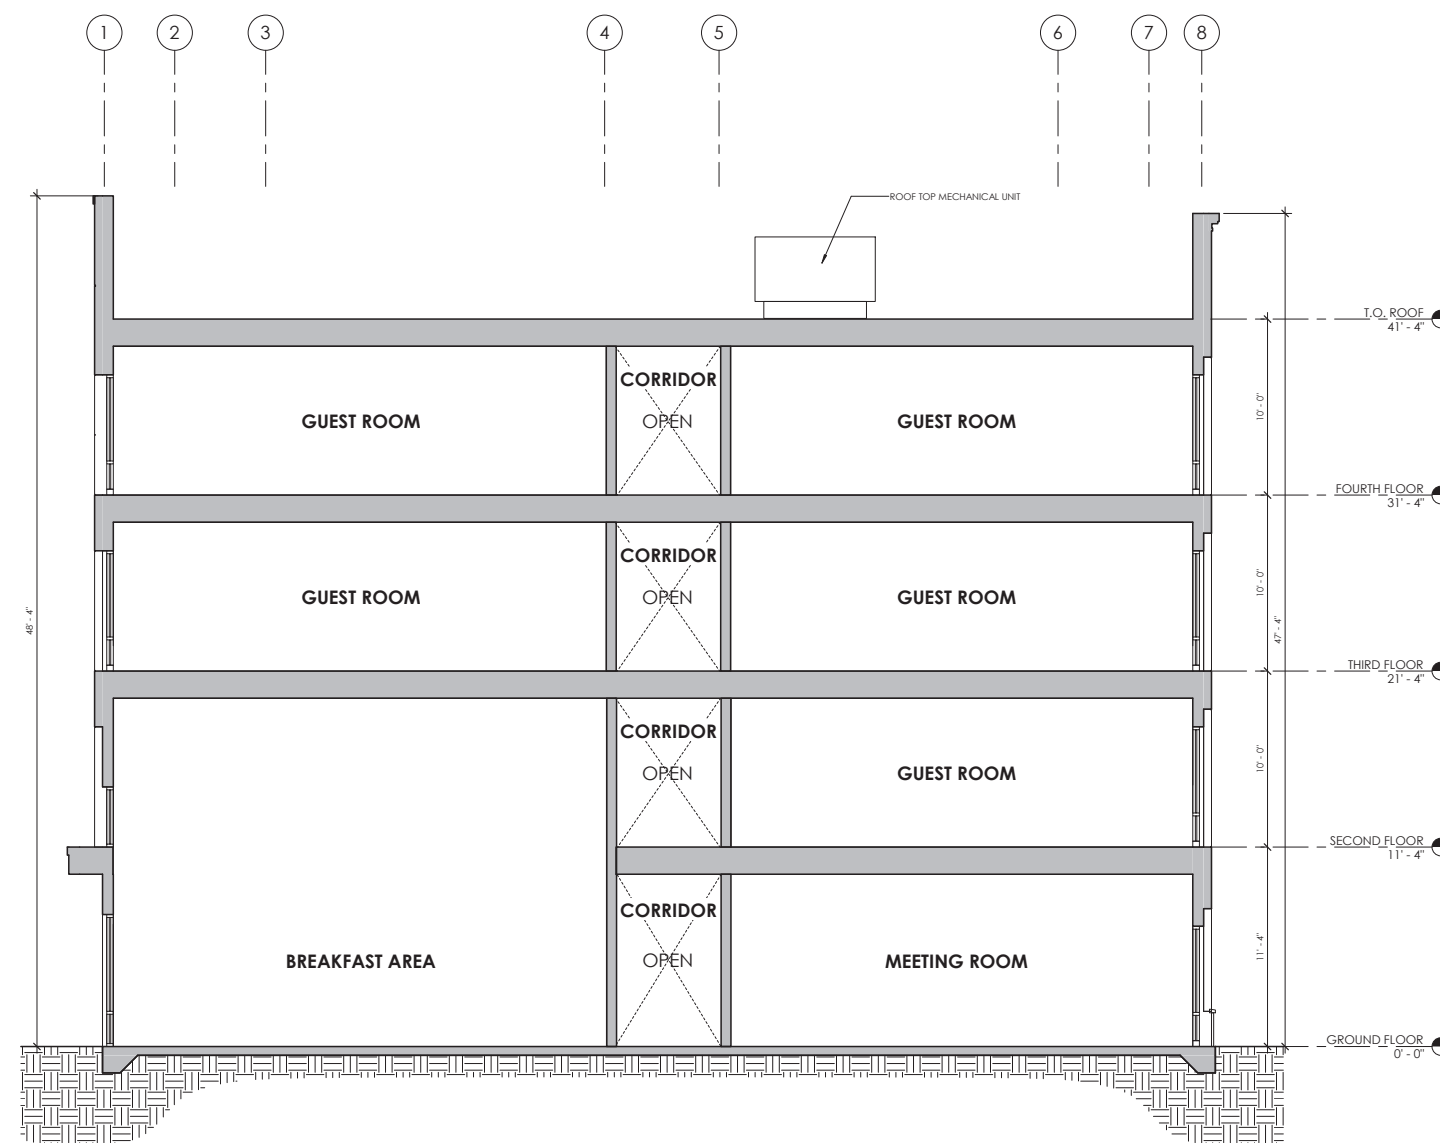 1 2 3 4 5 6 7 8
ROOF TOP MECHANICAL UNIT
T.O. ROOF
41' - 4"
CORRIDOR
GUEST ROOM OPEN GUEST ROOM
10' - 0"
FOURTH FLOOR
31' - 4"
CORRIDOR
GUEST ROOM OPEN GUEST ROOM
10' - 0"
48' - 4"
47' - 4"
THIRD FLOOR
21' - 4"
CORRIDOR
OPEN GUEST ROOM
10' - 0"
SECOND FLOOR
11' - 4"
CORRIDOR
BREAKFAST AREA OPEN MEETING ROOM
11' - 4"
GROUND FLOOR
0' - 0"